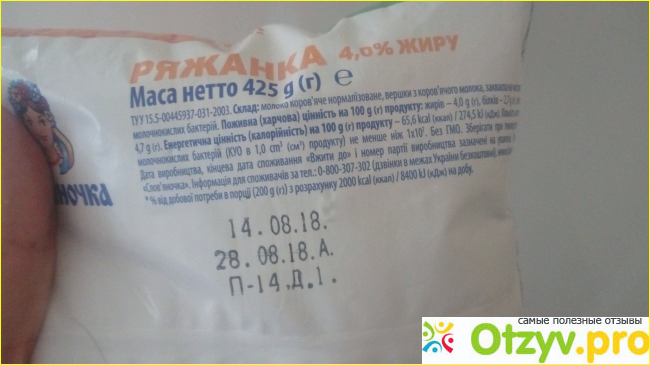 РЯЖАНКА 4,0% ЖИРУ
Маса нетто 425 g (г) ℮
ТУУ 15.5-00445937-031-2003. Склад: молоко коров'яче нормалізоване, вершки з коров'ячого молока,
молочнокислих бактерій. Поживна (харчова) цінність на 100 g (г) продукту: жирів – 4,0 g (г), білків –
4,7 g (г). Енергетична цінність (калорійність) на 100 g (г) продукту – 65,6 kcal (ккал) / 274,5 kJ (кДж).
молочнокислих бактерій (КУО в 1,0 cm³ (см³) продукту) не менше ніж 1x10⁷. Без ГМО. Зберігати при
Дата виробництва, кінцева дата споживання «Вжити до» і номер партії виробництва зазначені на
«Слов'яночка». Інформація для споживачів за тел.: 0-800-307-302 (дзвінки в межах України безкоштовні),
* % від добової потреби в порції (200 g (г)) з розрахунку 2000 kcal (ккал) / 8400 kJ (кДж) на добу.
ночка
14.08.18.
28.08.18.А.
П-14.Д.1.
самые полезные отзывы
Otzyv.pro